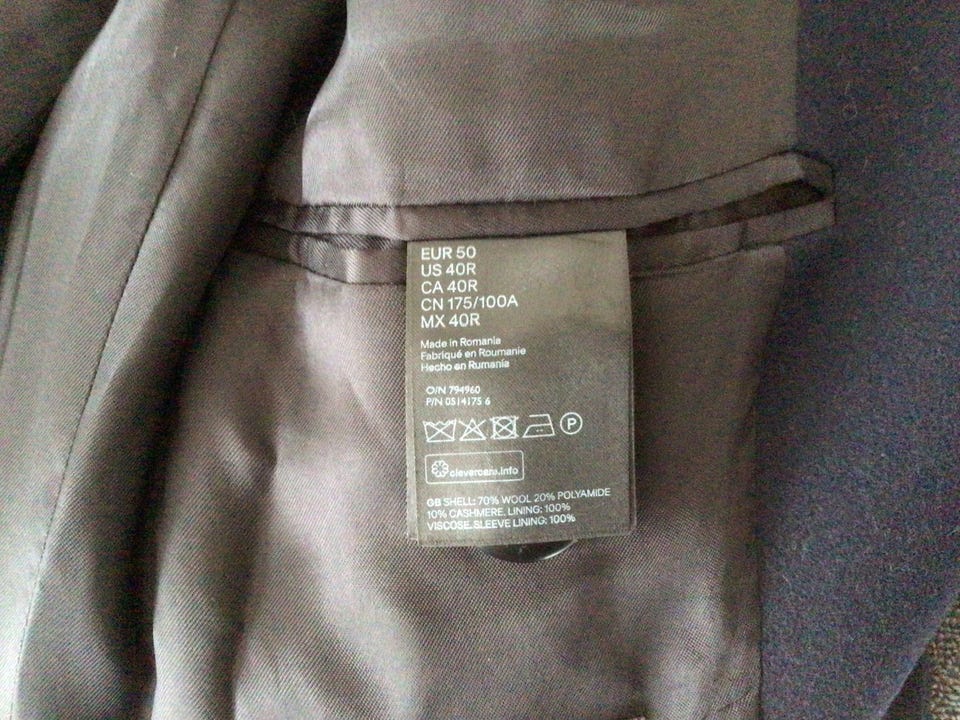 EUR 50
US 40R
CA 40R
CN 175/100A
MX 40R
Made in Romania
Fabriqué en Roumanie
Hecho en Rumanía
O/N 794960
P/N 0514175 6
P
clevercare.info
GB SHELL: 70% WOOL 20% POLYAMIDE
10% CASHMERE. LINING: 100%
VISCOSE. SLEEVE LINING: 100%